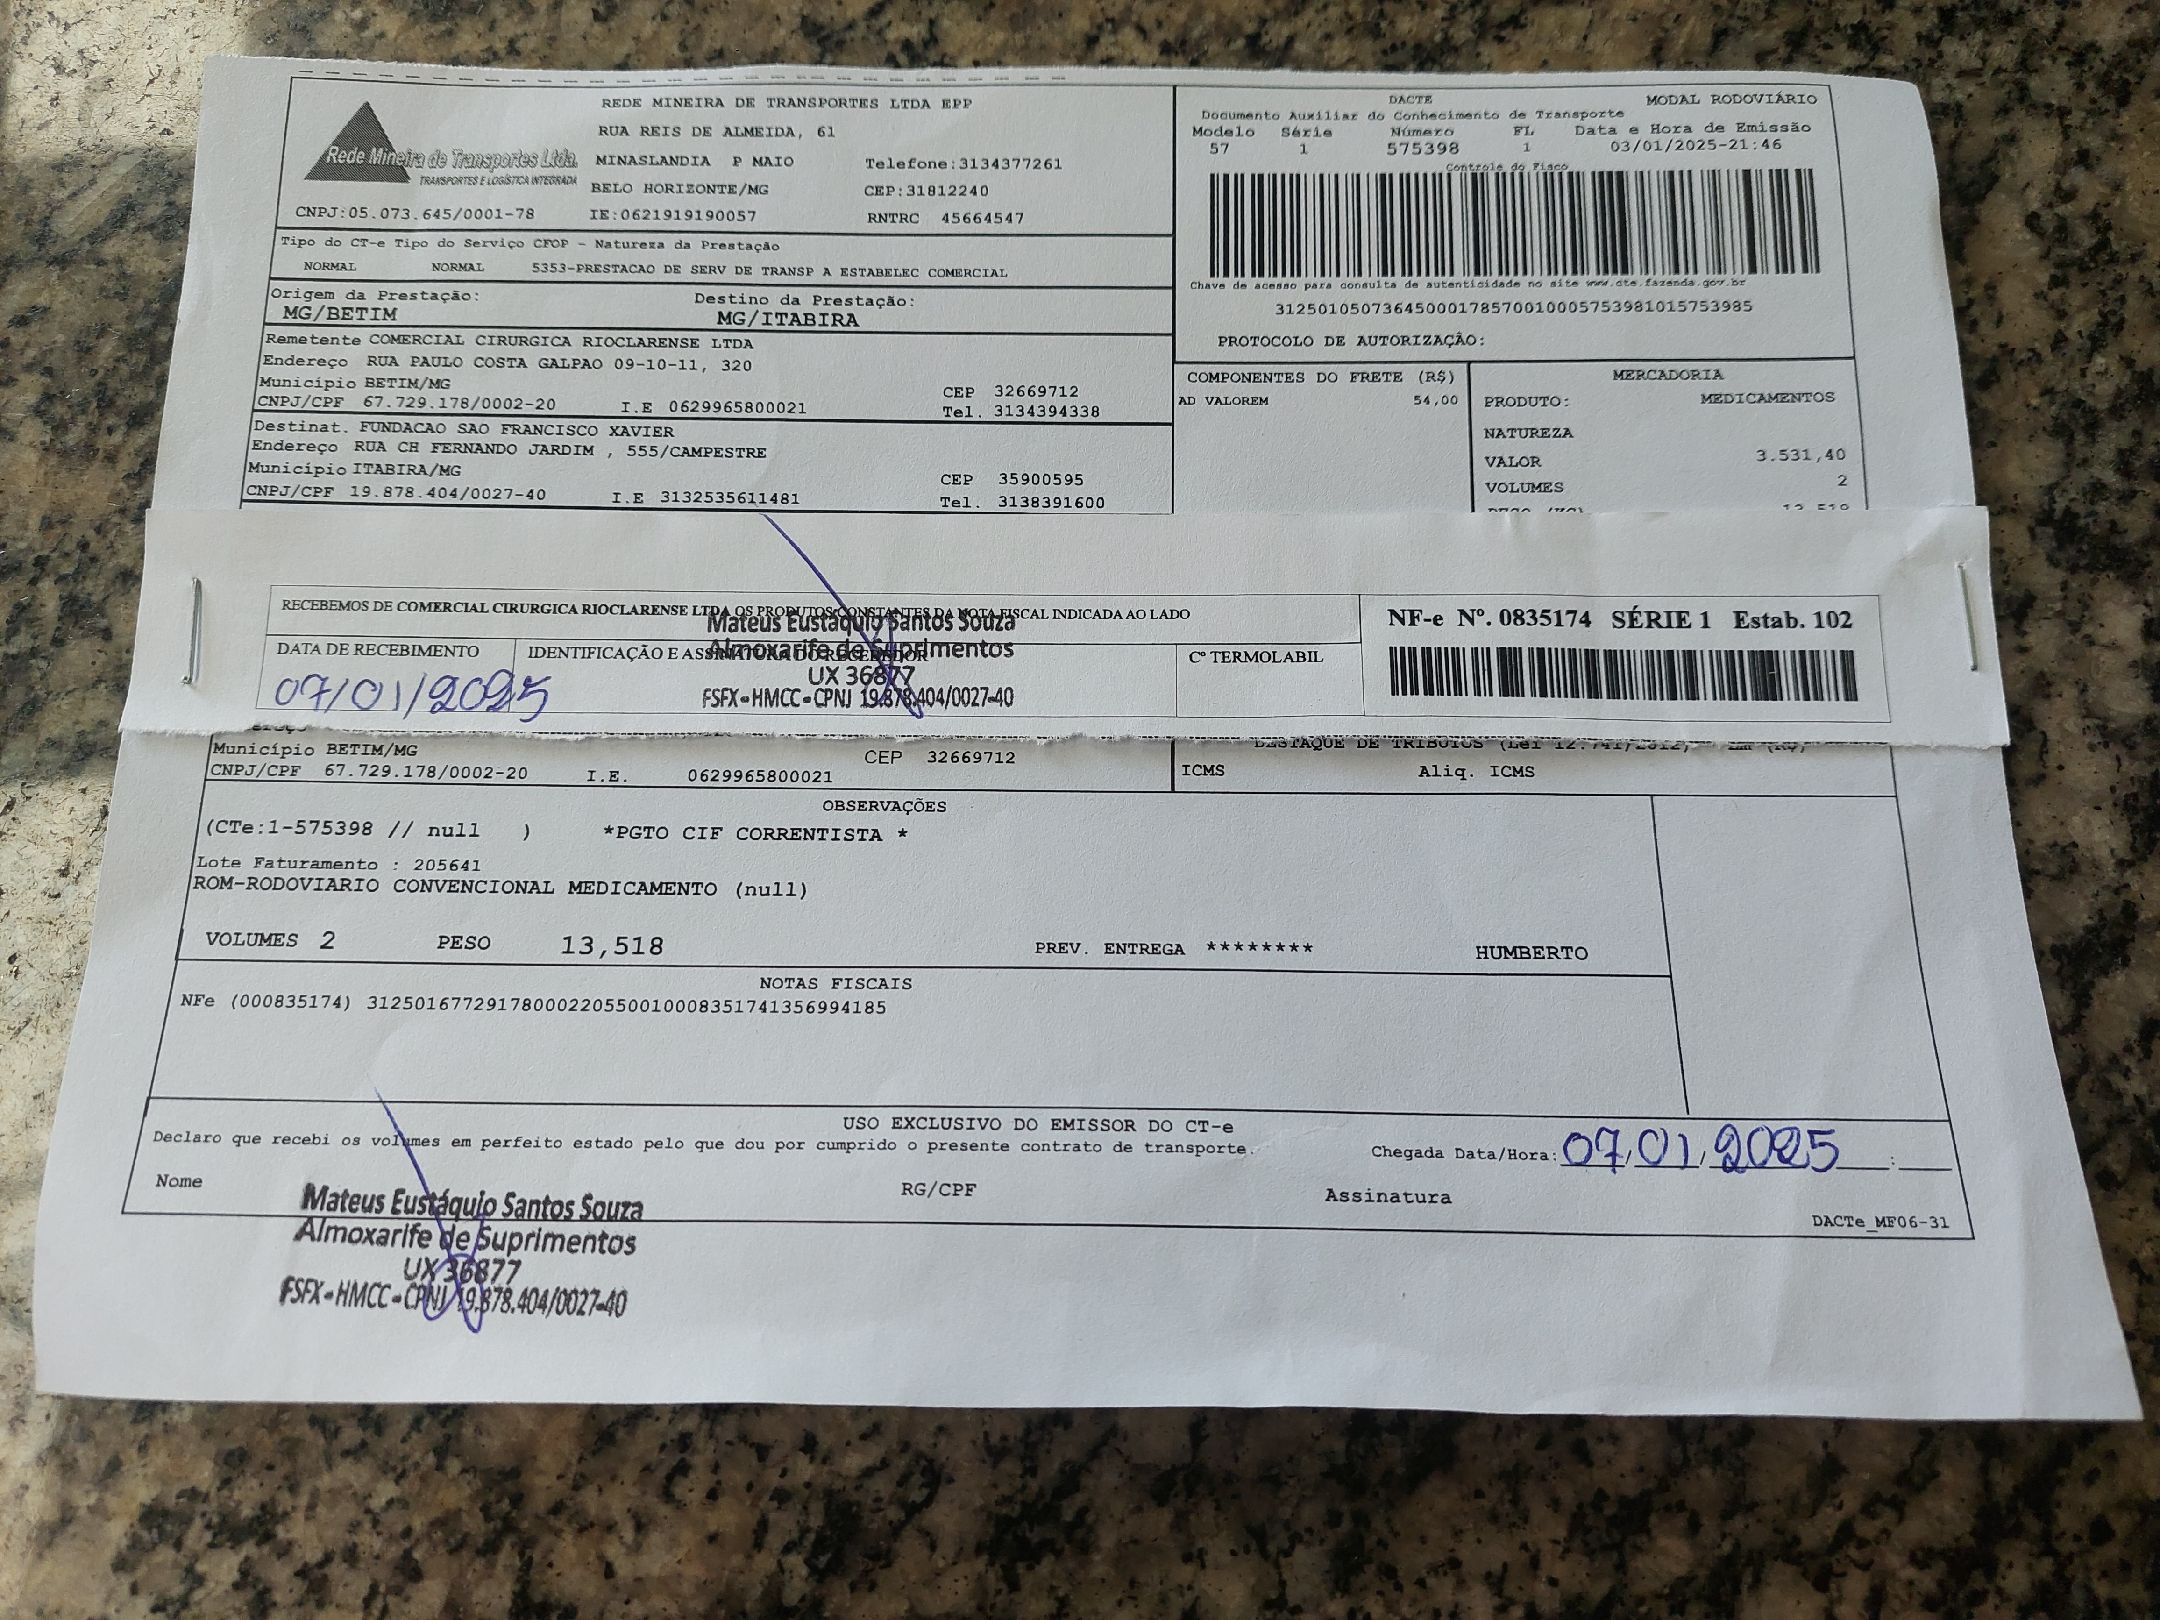 REDE MINEIRA DE TRANSPORTES LTDA EPP
RUA REIS DE ALMEIDA, 61
MINASLANDIA P MAIO Telefone:3134377261
BELO HORIZONTE/MG CEP:31812240
Rede Mineira de Transportes Ltda.
TRANSPORTES E LOGÍSTICA INTEGRADA
CNPJ:05.073.645/0001-78 IE:0621919190057 RNTRC 45664547
DACTE MODAL RODOVIÁRIO
Documento Auxiliar do Conhecimento de Transporte
Modelo Série Número FL Data e Hora de Emissão
57 1 575398 1 03/01/2025-21:46
Controle do Fisco
Chave de acesso para consulta de autenticidade no site www.cte.fazenda.gov.br
31250105073645000178570010005753981015753985
PROTOCOLO DE AUTORIZAÇÃO:
Tipo do CT-e Tipo do Serviço CFOP - Natureza da Prestação
NORMAL NORMAL 5353-PRESTACAO DE SERV DE TRANSP A ESTABELEC COMERCIAL
Origem da Prestação: Destino da Prestação:
MG/BETIM MG/ITABIRA
Remetente COMERCIAL CIRURGICA RIOCLARENSE LTDA
Endereço RUA PAULO COSTA GALPAO 09-10-11, 320
Município BETIM/MG CEP 32669712
CNPJ/CPF 67.729.178/0002-20 I.E 0629965800021 Tel. 3134394338
Destinat. FUNDACAO SAO FRANCISCO XAVIER
Endereço RUA CH FERNANDO JARDIM , 555/CAMPESTRE
Município ITABIRA/MG CEP 35900595
CNPJ/CPF 19.878.404/0027-40 I.E 3132535611481 Tel. 3138391600
COMPONENTES DO FRETE (R$)
AD VALOREM 54,00
MERCADORIA
PRODUTO: MEDICAMENTOS
NATUREZA
VALOR 3.531,40
VOLUMES 2
PESO (KG) 13,518
RECEBEMOS DE COMERCIAL CIRURGICA RIOCLARENSE LTDA OS PRODUTOS CONSTANTES DA NOTA FISCAL INDICADA AO LADO
DATA DE RECEBIMENTO IDENTIFICAÇÃO E ASSINATURA DO RECEBEDOR Cº TERMOLABIL
07/01/2025
Mateus Eustáquio Santos Souza
Almoxarife de Suprimentos
UX 36877
FSFX-HMCC-CPNJ 19.878.404/0027-40
NF-e Nº. 0835174 SÉRIE 1 Estab. 102
Município BETIM/MG CEP 32669712
CNPJ/CPF 67.729.178/0002-20 I.E. 0629965800021
DESTAQUE DE TRIBUTOS (Lei 12.741/2012) Em (R$)
ICMS Aliq. ICMS
OBSERVAÇÕES
(CTe:1-575398 // null ) *PGTO CIF CORRENTISTA *
Lote Faturamento : 205641
ROM-RODOVIARIO CONVENCIONAL MEDICAMENTO (null)
VOLUMES 2 PESO 13,518 PREV. ENTREGA ******** HUMBERTO
NOTAS FISCAIS
NFe (000835174) 31250167729178000220550010008351741356994185
USO EXCLUSIVO DO EMISSOR DO CT-e
Declaro que recebi os volumes em perfeito estado pelo que dou por cumprido o presente contrato de transporte.
Chegada Data/Hora: 07/01/2025 :
Nome RG/CPF Assinatura
Mateus Eustáquio Santos Souza
Almoxarife de Suprimentos
UX 36877
FSFX-HMCC-CPNJ 19.878.404/0027-40
DACTe_MF06-31